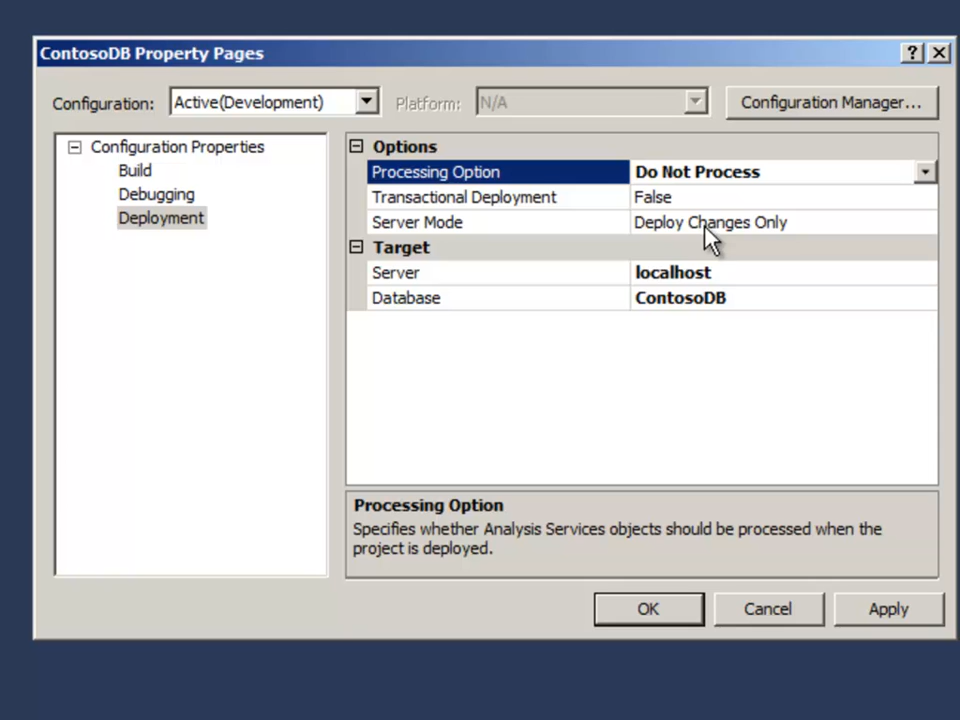 ContosoDB Property Pages
Configuration: Active(Development) Platform: N/A Configuration Manager...
Configuration Properties
Build
Debugging
Deployment
Options
Processing Option Do Not Process
Transactional Deployment False
Server Mode Deploy Changes Only
Target
Server localhost
Database ContosoDB
Processing Option
Specifies whether Analysis Services objects should be processed when the
project is deployed.
OK Cancel Apply